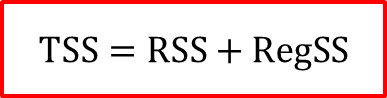 TSS = RSS + RegSS